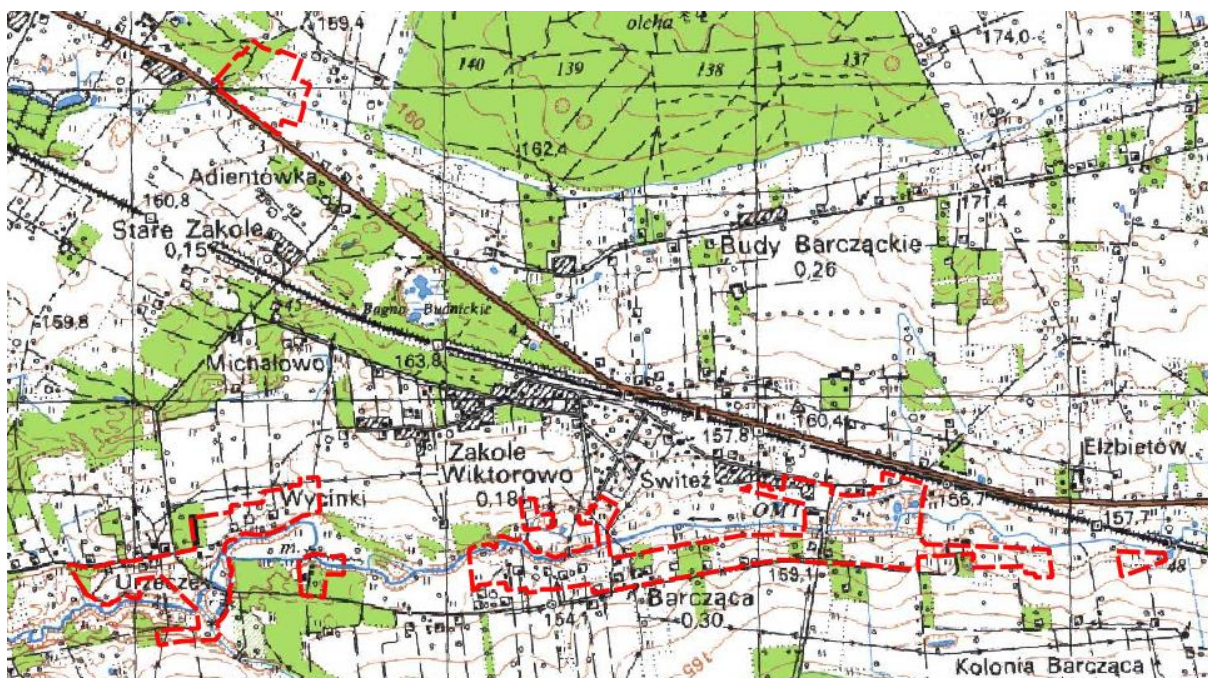 159,4
olcha
174,0
140
139
138
137
160
162,4
Adientówka
160,8
171,4
Stare Zakole
0,15
Budy Barcząckie
0,26
Bagno Budnickie
4
159,8
Michałowo
163,8
160,4
157,8
Zakole –
Wiktorowo
0,18
Świteź
Elżbietów
Wycinki
OMT
156,7
157,7
m.
Urzecze
159,1
48
Barcząca
0,30
154,1
155
Kolonia Barcząca